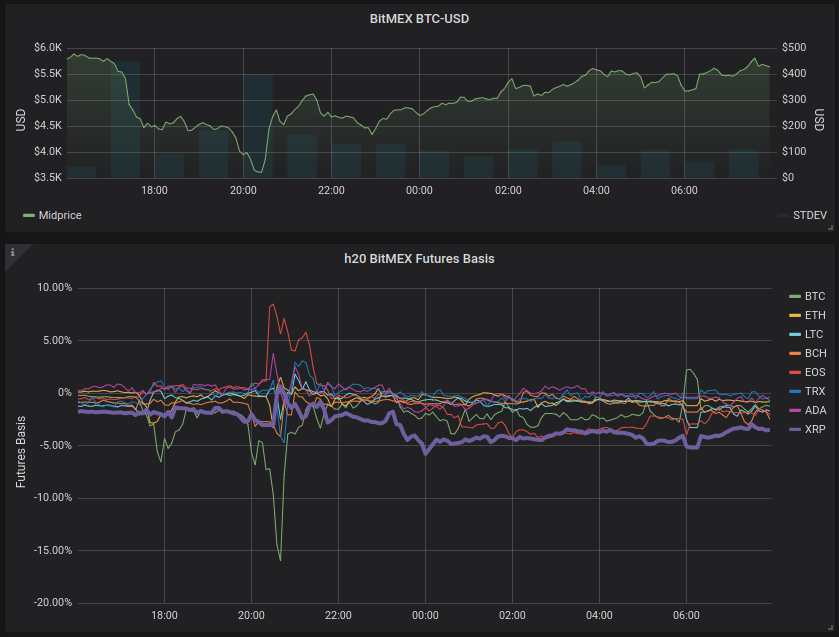 BitMEX BTC-USD
$6.0K
$5.5K
$5.0K
$4.5K
$4.0K
$3.5K
USD
$500
$400
$300
$200
$100
$0
USD
18:00 20:00 22:00 00:00 02:00 04:00 06:00
Midprice
STDEV
i
h20 BitMEX Futures Basis
10.00%
5.00%
0%
-5.00%
-10.00%
-15.00%
-20.00%
Futures Basis
18:00 20:00 22:00 00:00 02:00 04:00 06:00
BTC
ETH
LTC
BCH
EOS
TRX
ADA
XRP